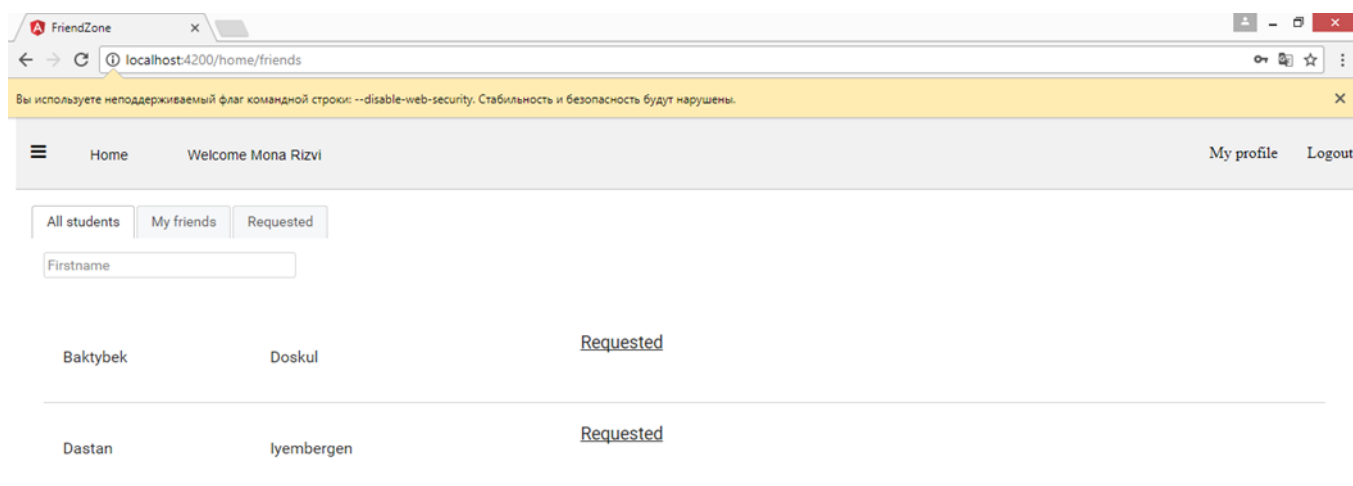 FriendZone
localhost:4200/home/friends
Вы используете неподдерживаемый флаг командной строки: --disable-web-security. Стабильность и безопасность будут нарушены.
Home Welcome Mona Rizvi My profile Logout
All students My friends Requested
Firstname
Baktybek Doskul Requested
Dastan Iyembergen Requested